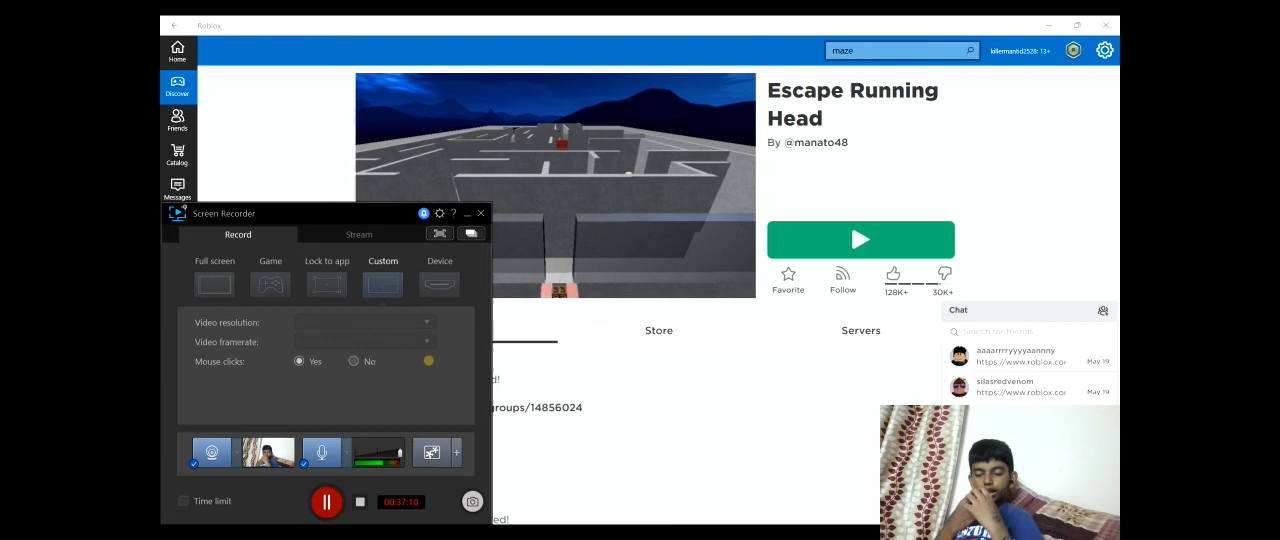 Roblox
Home
maze
killermantid2528: 13+
Discover
Friends
Catalog
Messages
Escape Running
Head
By @manato48
Favorite
Follow
128K+
30K+
Store
Servers
Chat
Search for friends
aaaarrrryyyyaannny
https://www.roblox.cor
May 19
silasredvenom
https://www.roblox.cor
May 19
d!
groups/14856024
ed!
Screen Recorder
?
Record
Stream
Full screen
Game
Lock to app
Custom
Device
Video resolution:
Video framerate:
Mouse clicks:
Yes
No
Time limit
00:37:10